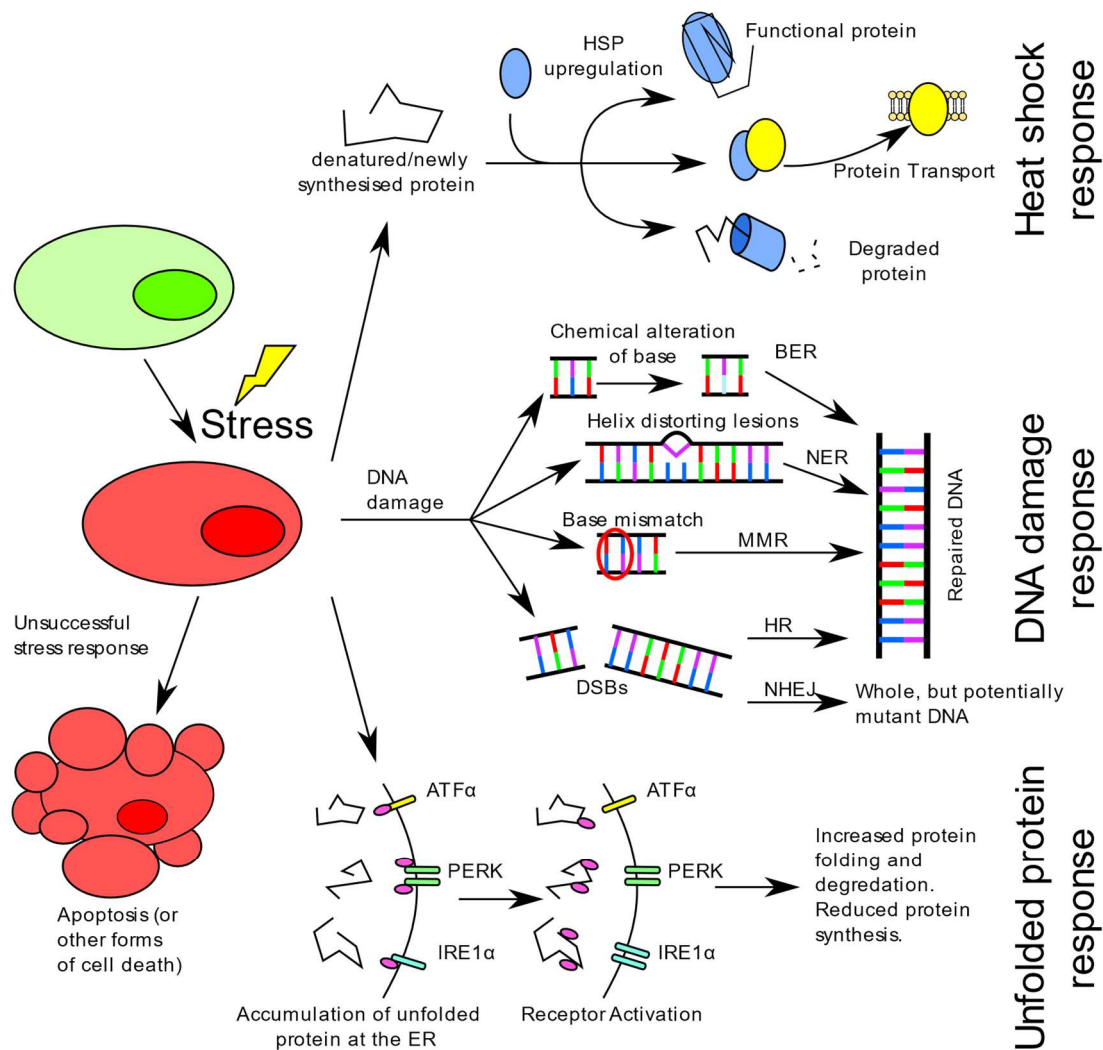 HSP
upregulation
Functional protein
denatured/newly
synthesised protein
Protein Transport
Degraded
protein
Heat shock
response
Stress
Chemical alteration
of base
BER
Helix distorting lesions
NER
DNA
damage
Base mismatch
MMR
HR
DSBs
NHEJ
Whole, but potentially
mutant DNA
Repaired DNA
DNA damage
response
Unsuccessful
stress response
Apoptosis (or
other forms
of cell death)
ATFα
PERK
IRE1α
Accumulation of unfolded
protein at the ER
ATFα
PERK
IRE1α
Receptor Activation
Increased protein
folding and
degredation.
Reduced protein
synthesis.
Unfolded protein
response